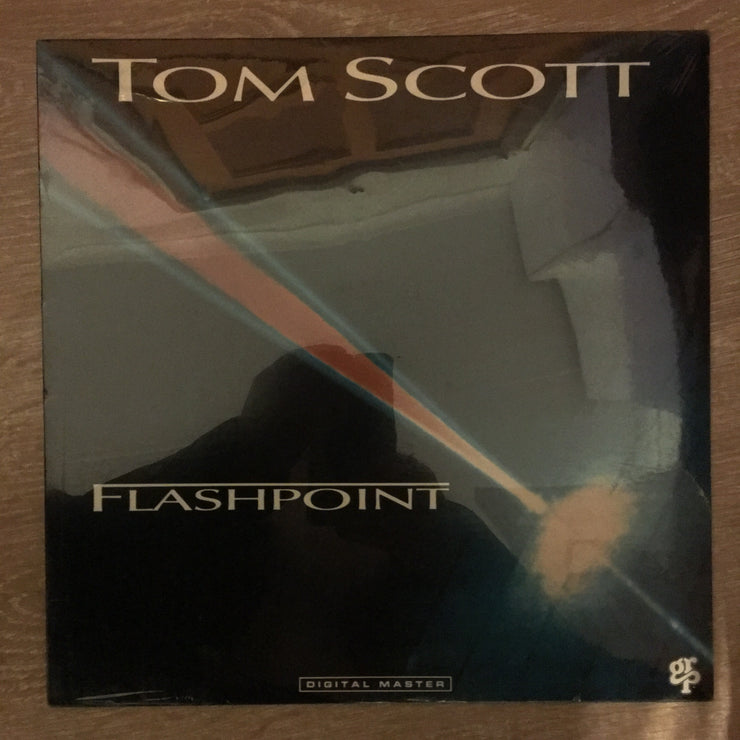 TOM SCOTT
FLASHPOINT
DIGITAL MASTER
grp